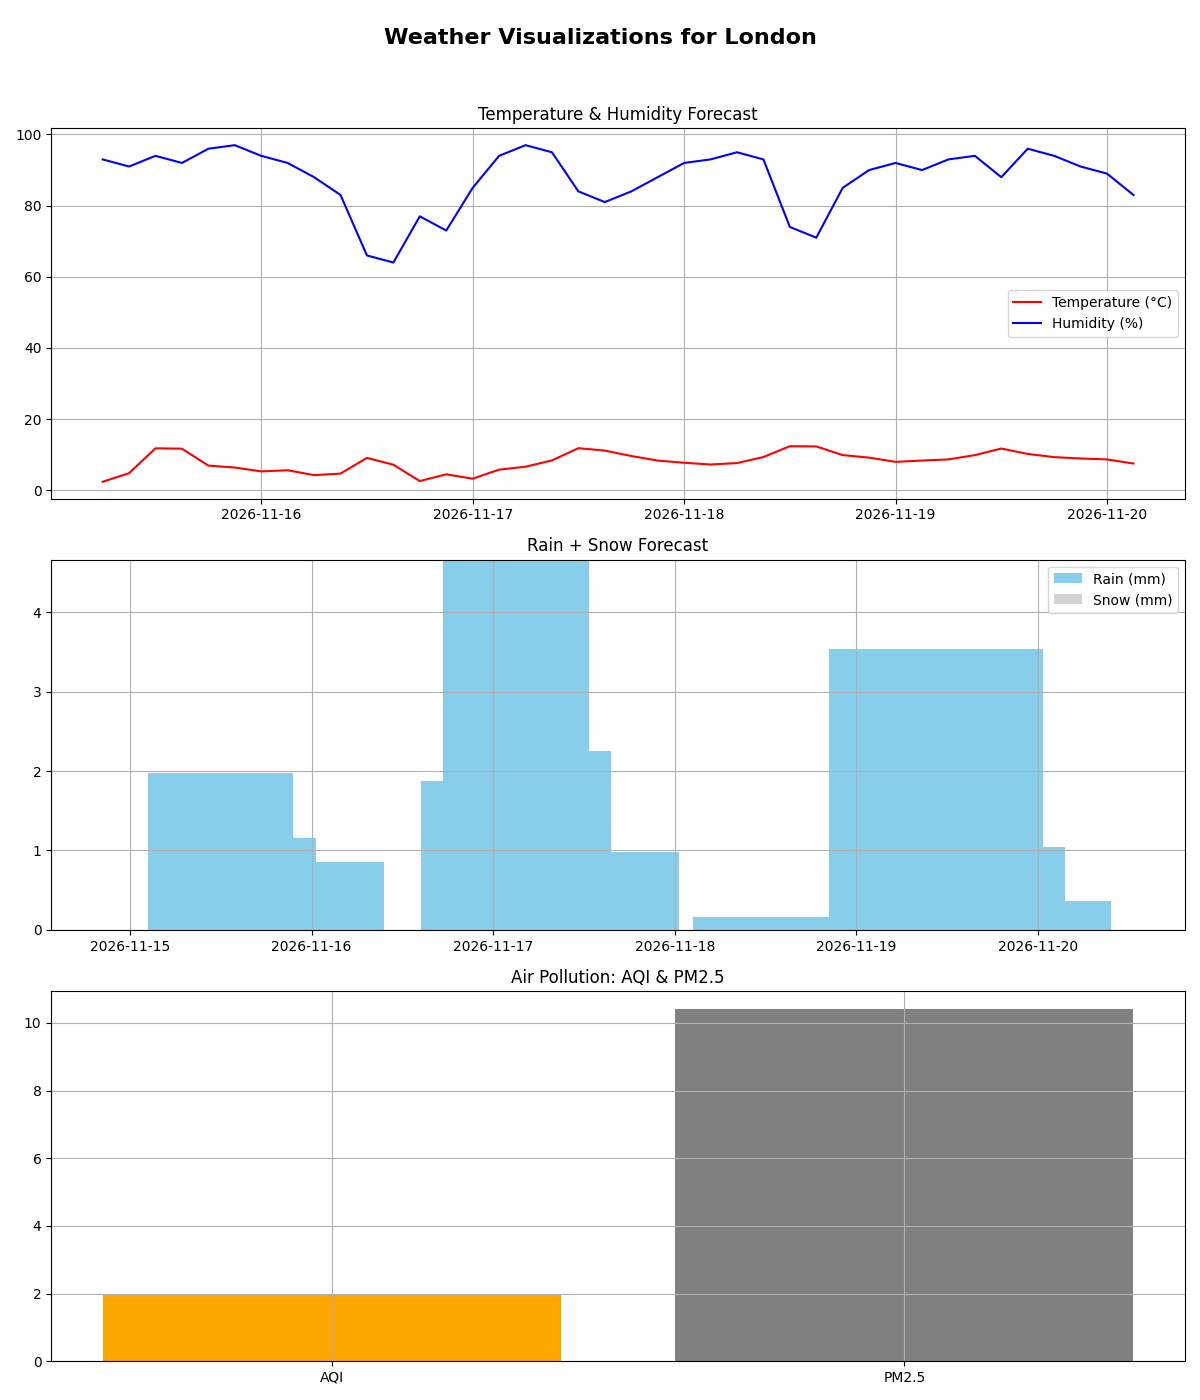 Weather Visualizations for London
Temperature & Humidity Forecast
100
80
60
40
20
0
Temperature (°C)
Humidity (%)
2026-11-16 2026-11-17 2026-11-18 2026-11-19 2026-11-20
Rain + Snow Forecast
4
3
2
1
0
Rain (mm)
Snow (mm)
2026-11-15 2026-11-16 2026-11-17 2026-11-18 2026-11-19 2026-11-20
Air Pollution: AQI & PM2.5
10
8
6
4
2
0
AQI PM2.5